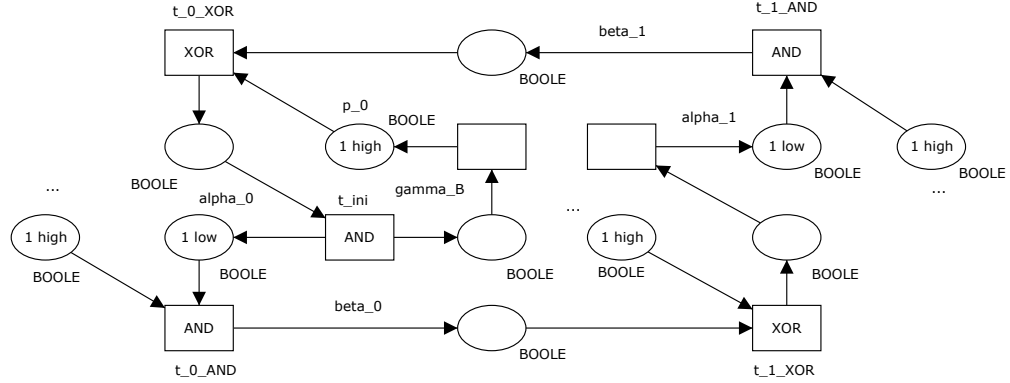 t_0_XOR
t_1_AND
beta_1
XOR
AND
BOOLE
BOOLE
p_0
BOOLE
alpha_1
1 high
1 low
1 high
BOOLE
BOOLE
BOOLE
...
...
alpha_0
t_ini
gamma_B
...
1 high
1 low
AND
1 high
BOOLE
BOOLE
BOOLE
BOOLE
BOOLE
beta_0
AND
XOR
BOOLE
t_0_AND
t_1_XOR